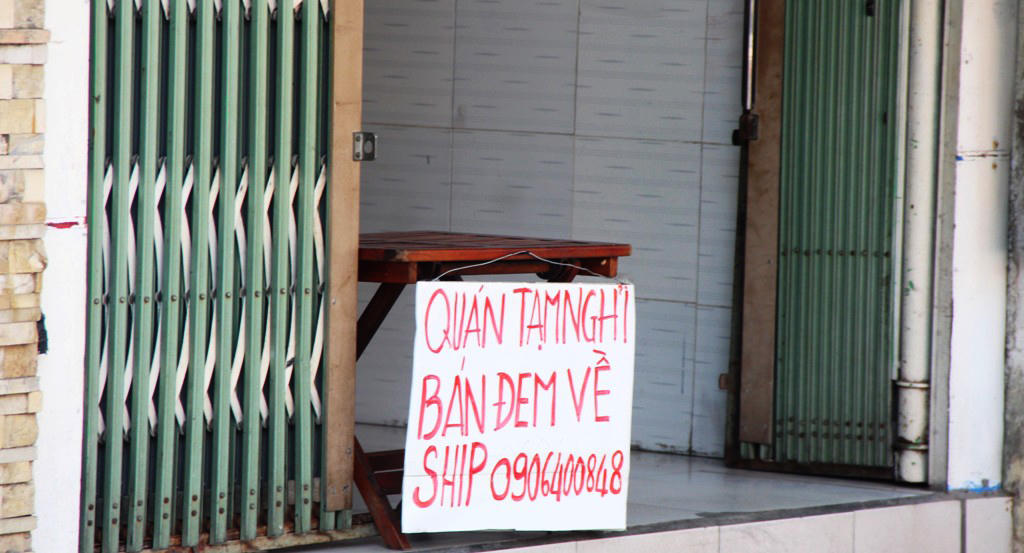 QUÁN TẠM NGHỈ
BÁN ĐEM VỀ
SHIP 0906400848